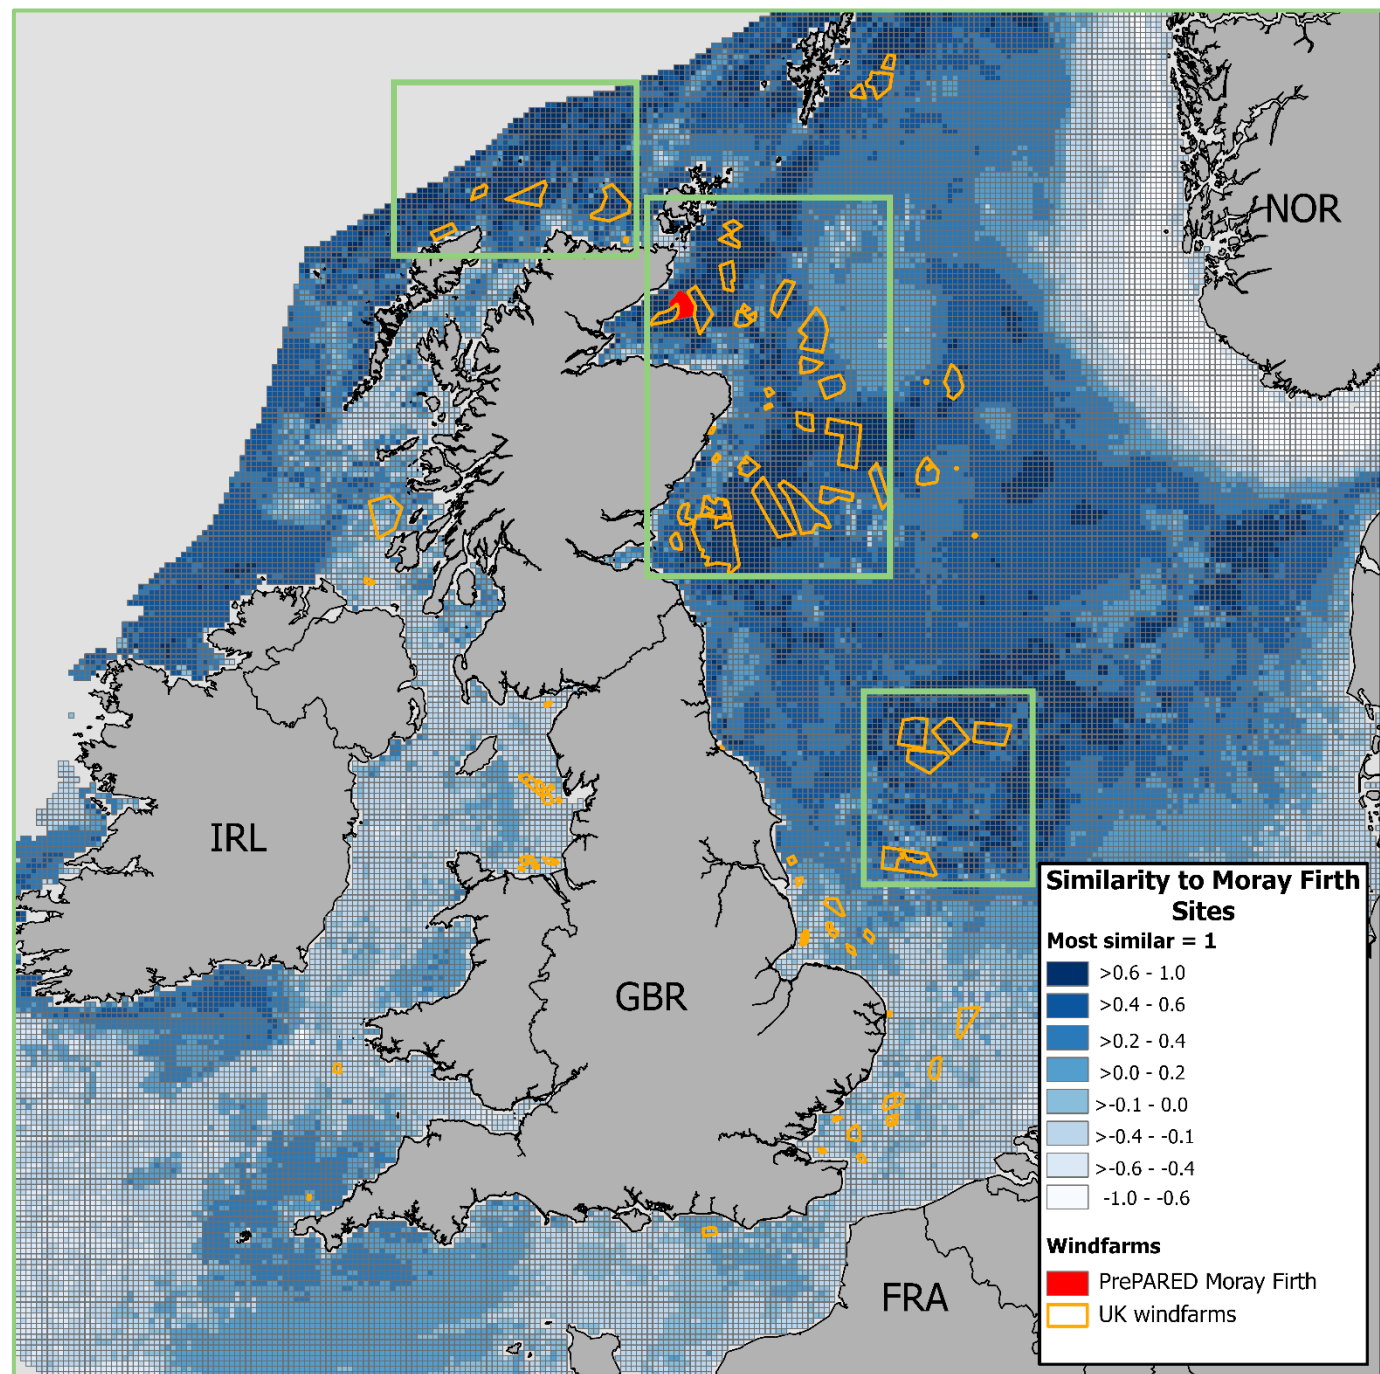 NOR
IRL
GBR
FRA
Similarity to Moray Firth
Sites
Most similar = 1
>0.6 - 1.0
>0.4 - 0.6
>0.2 - 0.4
>0.0 - 0.2
>-0.1 - 0.0
>-0.4 - -0.1
>-0.6 - -0.4
-1.0 - -0.6
Windfarms
PrePARED Moray Firth
UK windfarms